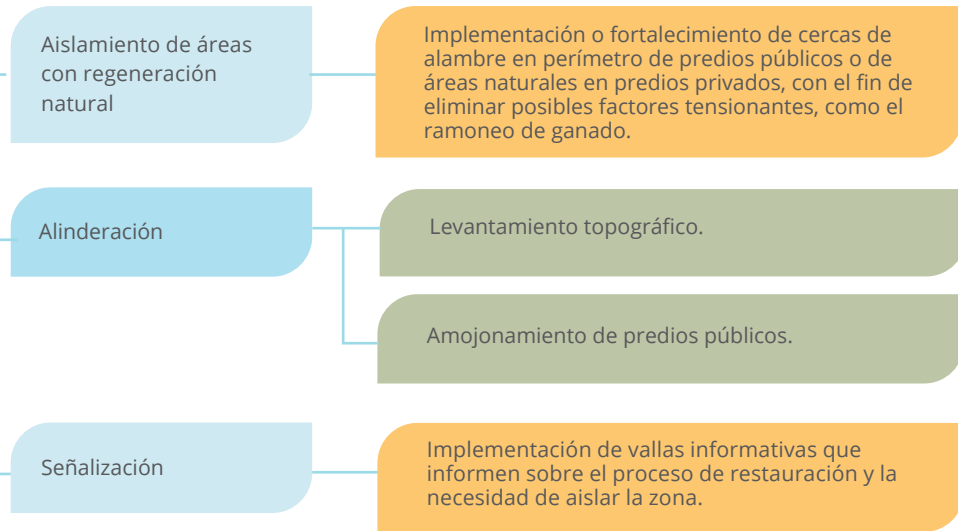 Aislamiento de áreas
con regeneración
natural
Implementación o fortalecimiento de cercas de
alambre en perímetro de predios públicos o de
áreas naturales en predios privados, con el fin de
eliminar posibles factores tensionantes, como el
ramoneo de ganado.
Alinderación
Levantamiento topográfico.
Amojonamiento de predios públicos.
Señalización
Implementación de vallas informativas que
informen sobre el proceso de restauración y la
necesidad de aislar la zona.